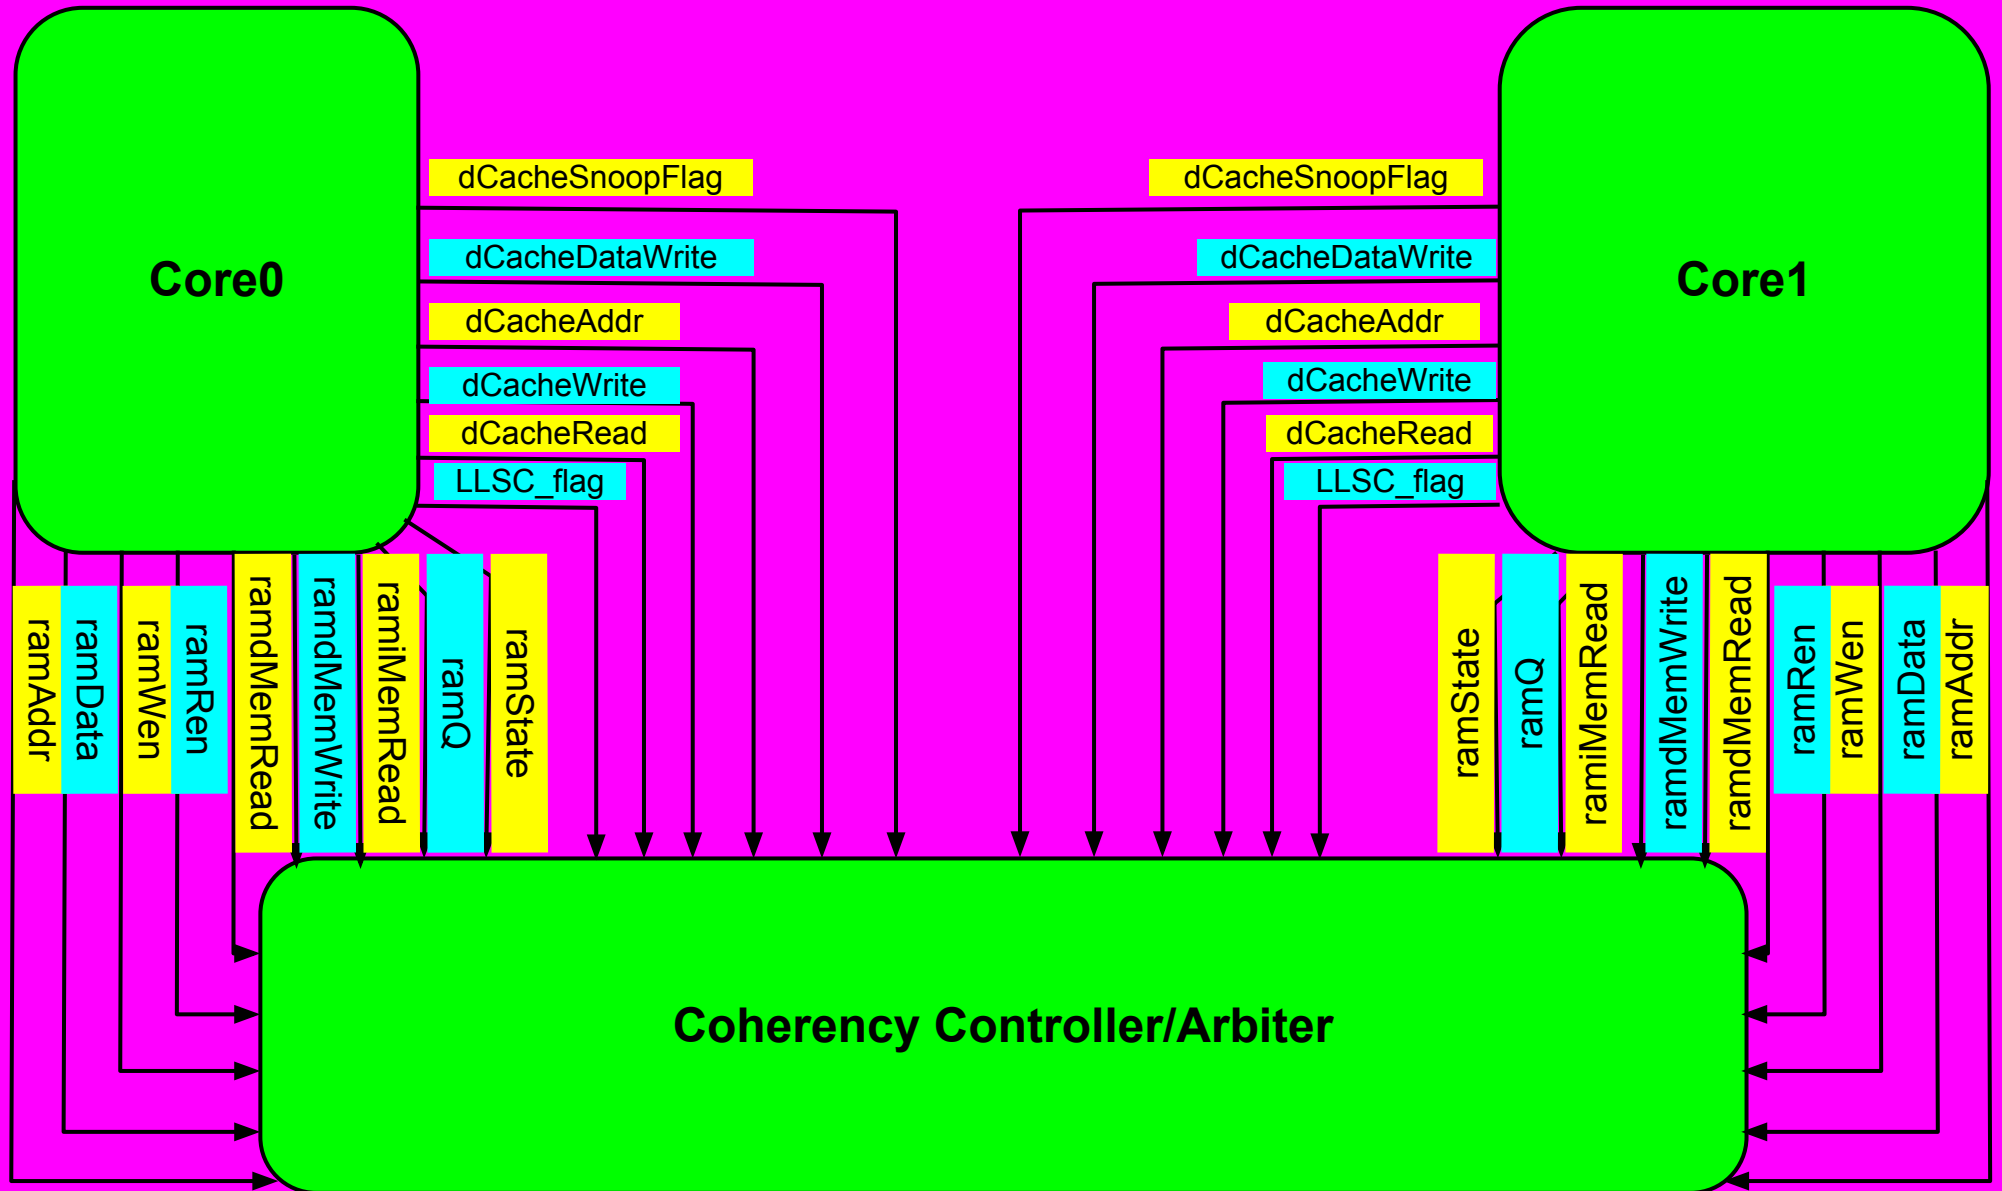 dCacheSnoopFlag
dCacheDataWrite
dCacheAddr
dCacheWrite
dCacheRead
LLSC_flag
Core0
dCacheSnoopFlag
dCacheDataWrite
dCacheAddr
dCacheWrite
dCacheRead
LLSC_flag
Core1
ramAddr
ramData
ramWen
ramRen
ramdMemRead
ramdMemWrite
ramiMemRead
ramQ
ramState
ramState
ramQ
ramiMemRead
ramdMemWrite
ramdMemRead
ramRen
ramWen
ramData
ramAddr
Coherency Controller/Arbiter